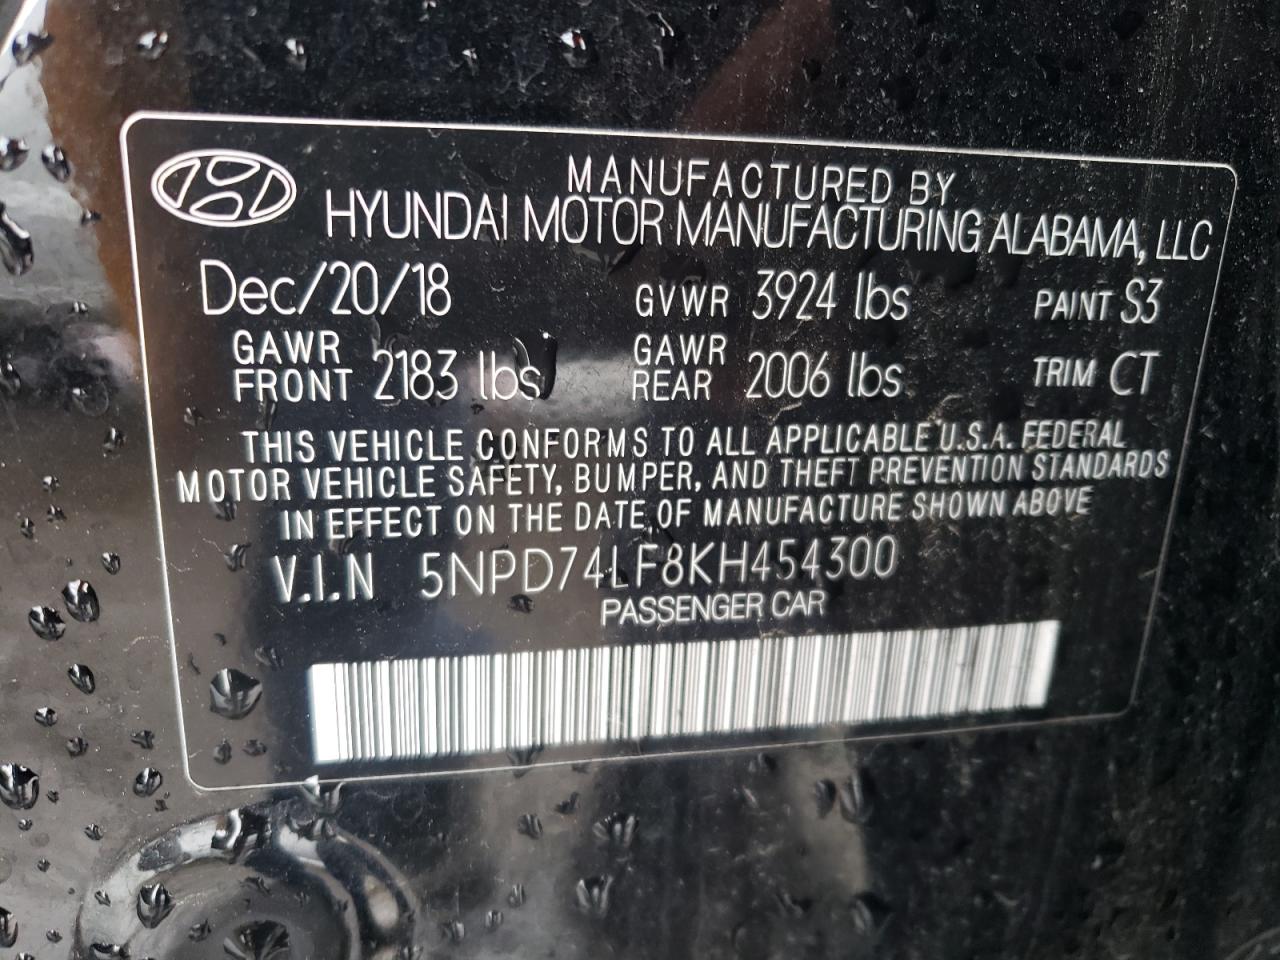 MANUFACTURED BY
HYUNDAI MOTOR MANUFACTURING ALABAMA, LLC
Dec/20/18 GVWR 3924 lbs PAINT S3
GAWR FRONT 2183 lbs GAWR REAR 2006 lbs TRIM CT
THIS VEHICLE CONFORMS TO ALL APPLICABLE U.S.A. FEDERAL
MOTOR VEHICLE SAFETY, BUMPER, AND THEFT PREVENTION STANDARDS
IN EFFECT ON THE DATE OF MANUFACTURE SHOWN ABOVE
V.I.N 5NPD74LF8KH454300
PASSENGER CAR